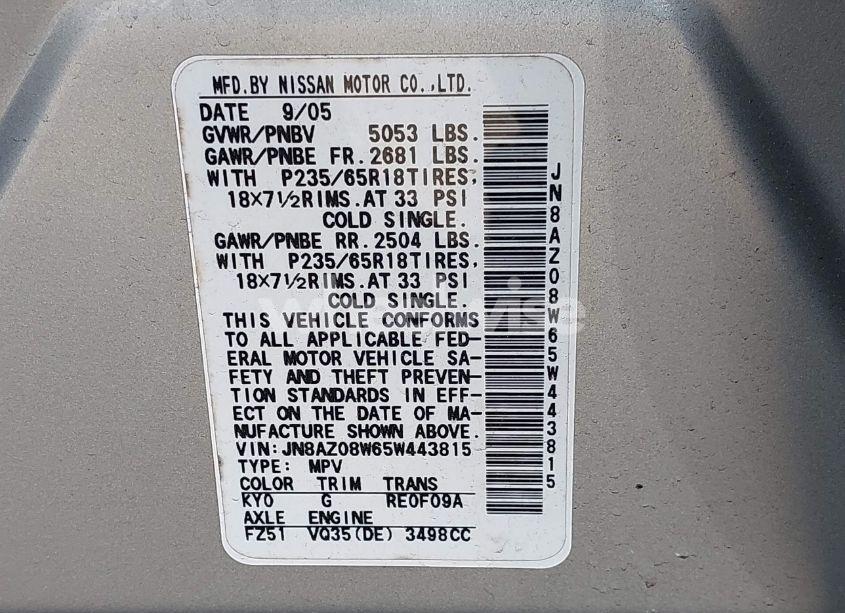 MFD.BY NISSAN MOTOR CO.,LTD.
DATE 9/05
GVWR/PNBV 5053 LBS.
GAWR/PNBE FR. 2681 LBS.
WITH P235/65R18TIRES,
18×7½RIMS.AT 33 PSI
COLD SINGLE.
GAWR/PNBE RR. 2504 LBS.
WITH P235/65R18TIRES,
18×7½RIMS.AT 33 PSI
COLD SINGLE.
THIS VEHICLE CONFORMS
TO ALL APPLICABLE FED-
ERAL MOTOR VEHICLE SA-
FETY AND THEFT PREVEN-
TION STANDARDS IN EFF-
ECT ON THE DATE OF MA-
NUFACTURE SHOWN ABOVE.
VIN:JN8AZ08W65W443815
TYPE: MPV
COLOR TRIM TRANS
KY0 G RE0F09A
AXLE ENGINE
FZ51 VQ35(DE) 3498CC
JN8AZ08W65W443815